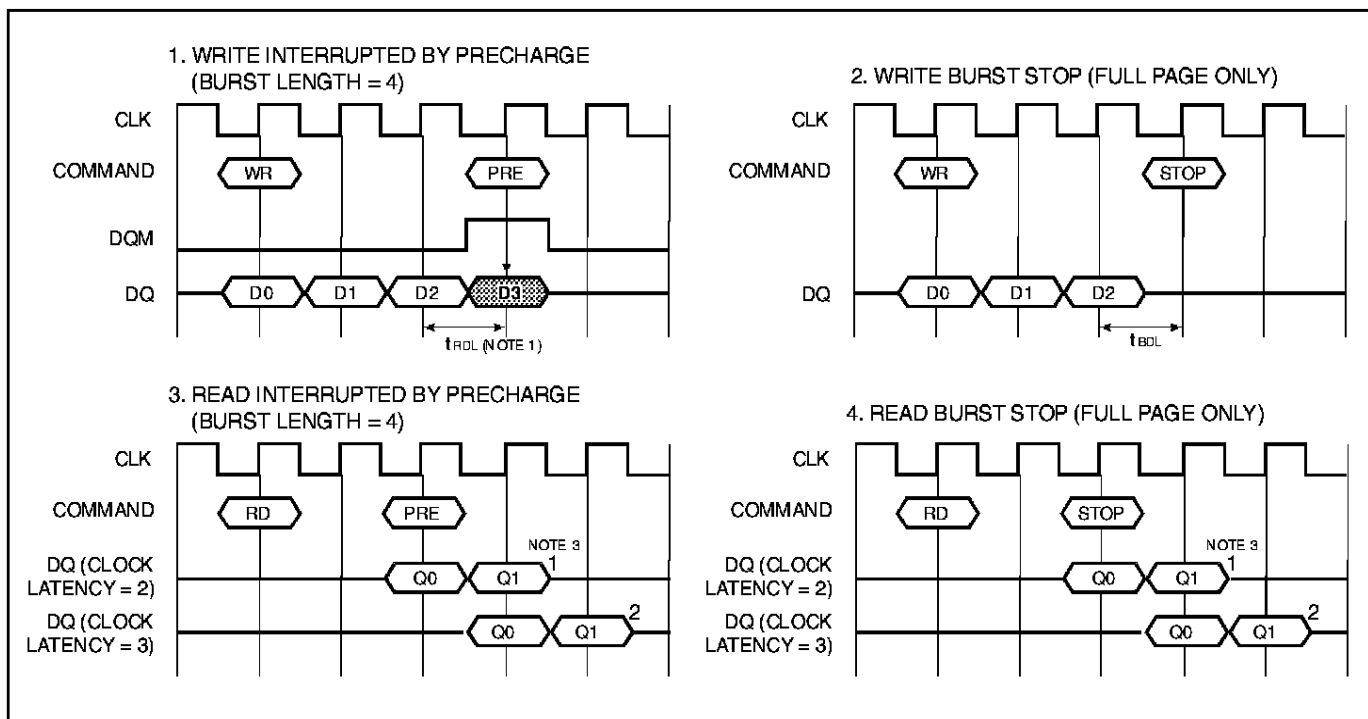 1. WRITE INTERRUPTED BY PRECHARGE
(BURST LENGTH = 4)
CLK
COMMAND
WR
PRE
DQM
DQ
D0
D1
D2
D3
tRDL (NOTE 1)
2. WRITE BURST STOP (FULL PAGE ONLY)
CLK
COMMAND
WR
STOP
DQ
D0
D1
D2
tBDL
3. READ INTERRUPTED BY PRECHARGE
(BURST LENGTH = 4)
CLK
COMMAND
RD
PRE
NOTE 3
DQ (CLOCK
LATENCY = 2)
Q0
Q1
1
DQ (CLOCK
LATENCY = 3)
Q0
Q1
2
4. READ BURST STOP (FULL PAGE ONLY)
CLK
COMMAND
RD
STOP
NOTE 3
DQ (CLOCK
LATENCY = 2)
Q0
Q1
1
DQ (CLOCK
LATENCY = 3)
Q0
Q1
2